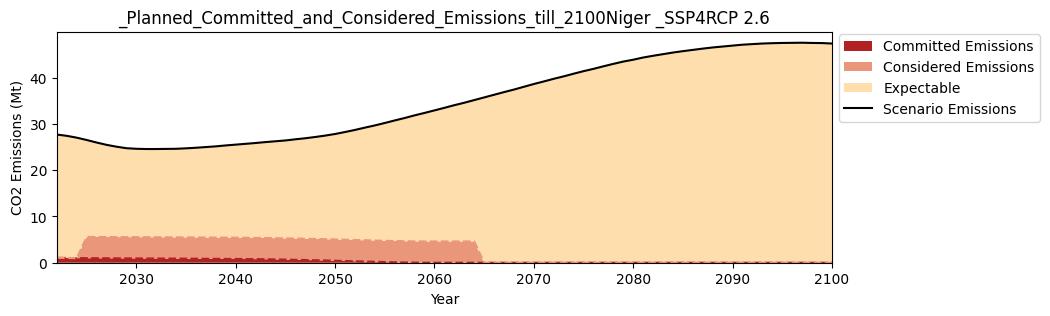 _Planned_Committed_and_Considered_Emissions_till_2100Niger _SSP4RCP 2.6
Committed Emissions
Considered Emissions
Expectable
Scenario Emissions
CO2 Emissions (Mt)
40
30
20
10
0
2030 2040 2050 2060 2070 2080 2090 2100
Year